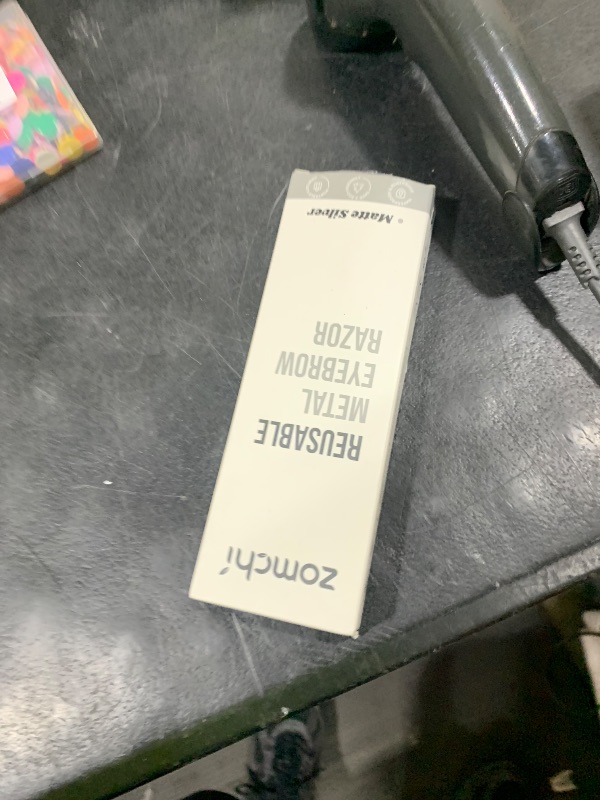 zomchi
REUSABLE
METAL
EYEBROW
RAZOR
Matte Silver